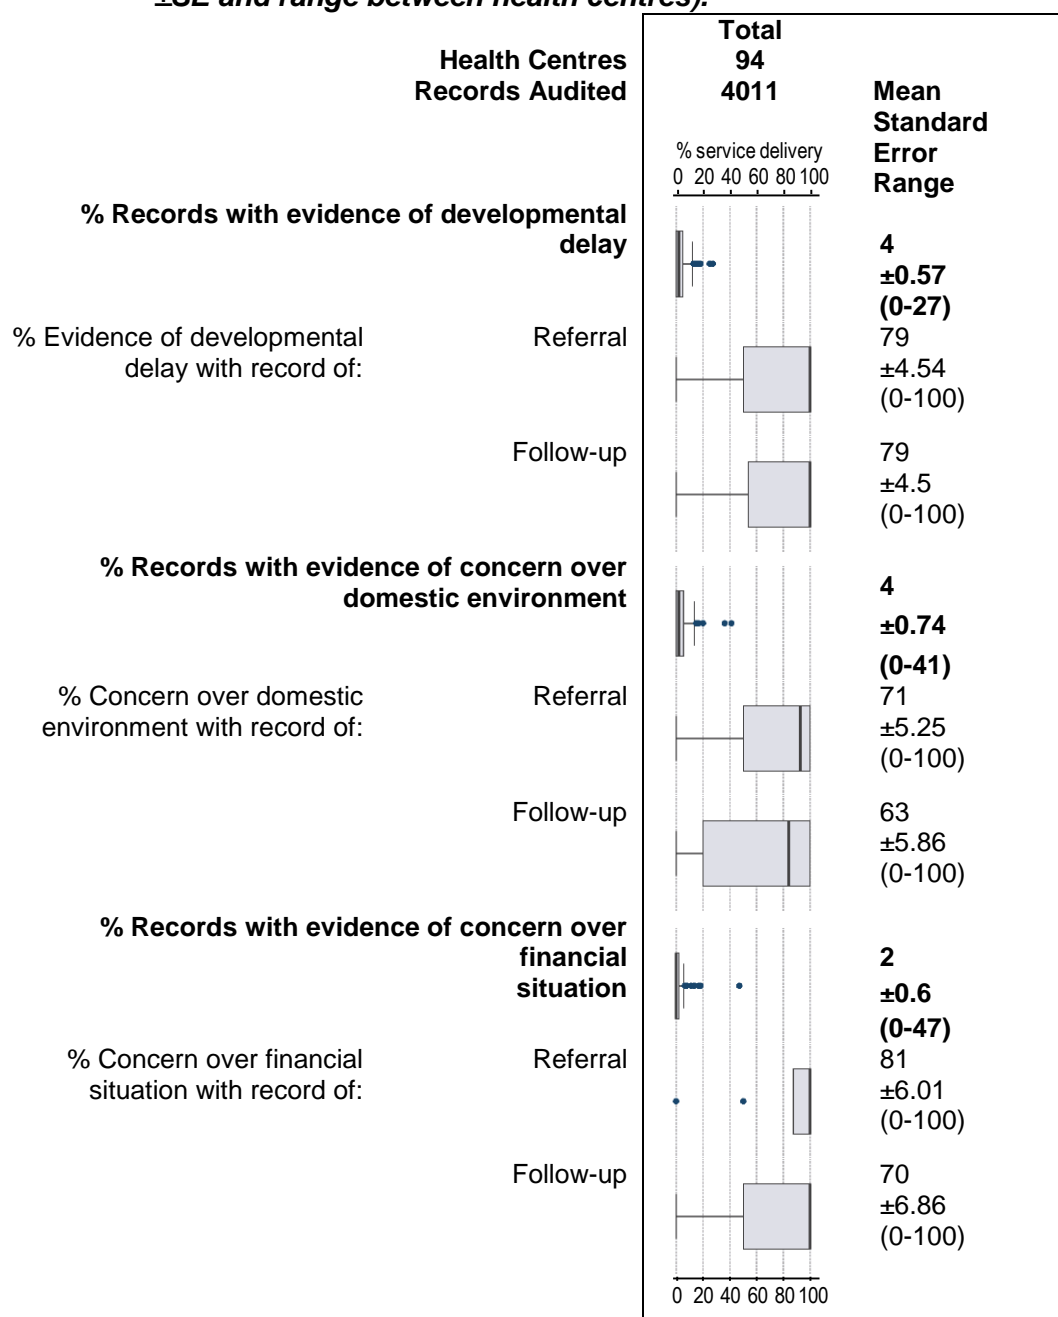 ±SE and range between health centres).
Total
Health Centres 94
Records Audited 4011 Mean
Standard
% service delivery Error
0 20 40 60 80 100 Range
% Records with evidence of developmental
delay 4
±0.57
(0-27)
% Evidence of developmental Referral 79
delay with record of: ±4.54
(0-100)
Follow-up 79
±4.5
(0-100)
% Records with evidence of concern over
domestic environment 4
±0.74
(0-41)
% Concern over domestic Referral 71
environment with record of: ±5.25
(0-100)
Follow-up 63
±5.86
(0-100)
% Records with evidence of concern over
financial 2
situation ±0.6
(0-47)
% Concern over financial Referral 81
situation with record of: ±6.01
(0-100)
Follow-up 70
±6.86
(0-100)
0 20 40 60 80 100